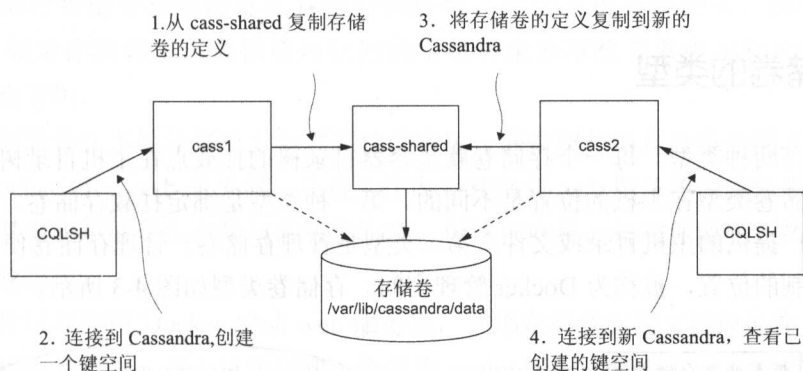 1.从 cass-shared 复制存储
卷的定义
3．将存储卷的定义复制到新的
Cassandra
cass1
cass-shared
cass2
CQLSH
CQLSH
存储卷
/var/lib/cassandra/data
2．连接到 Cassandra,创建
一个键空间
4．连接到新 Cassandra，查看已
创建的键空间